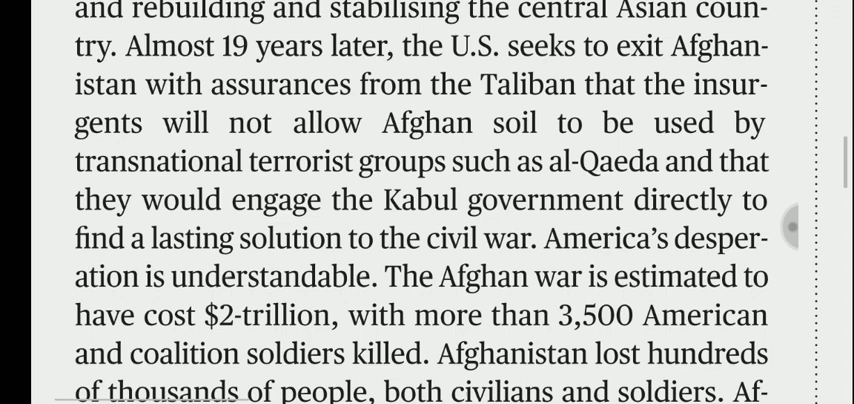 and rebuilding and stabilising the central Asian coun-
try. Almost 19 years later, the U.S. seeks to exit Afghan-
istan with assurances from the Taliban that the insur-
gents will not allow Afghan soil to be used by
transnational terrorist groups such as al-Qaeda and that
they would engage the Kabul government directly to
find a lasting solution to the civil war. America’s desper-
ation is understandable. The Afghan war is estimated to
have cost $2-trillion, with more than 3,500 American
and coalition soldiers killed. Afghanistan lost hundreds
of thousands of people, both civilians and soldiers. Af-